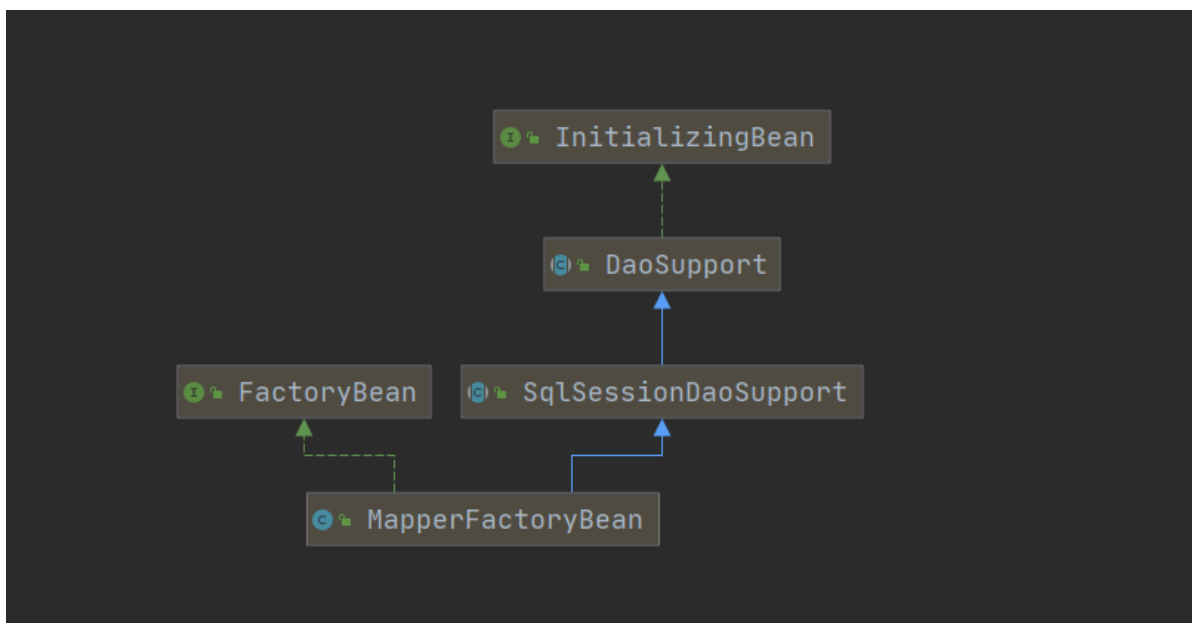 InitializingBean
DaoSupport
FactoryBean
SqlSessionDaoSupport
MapperFactoryBean